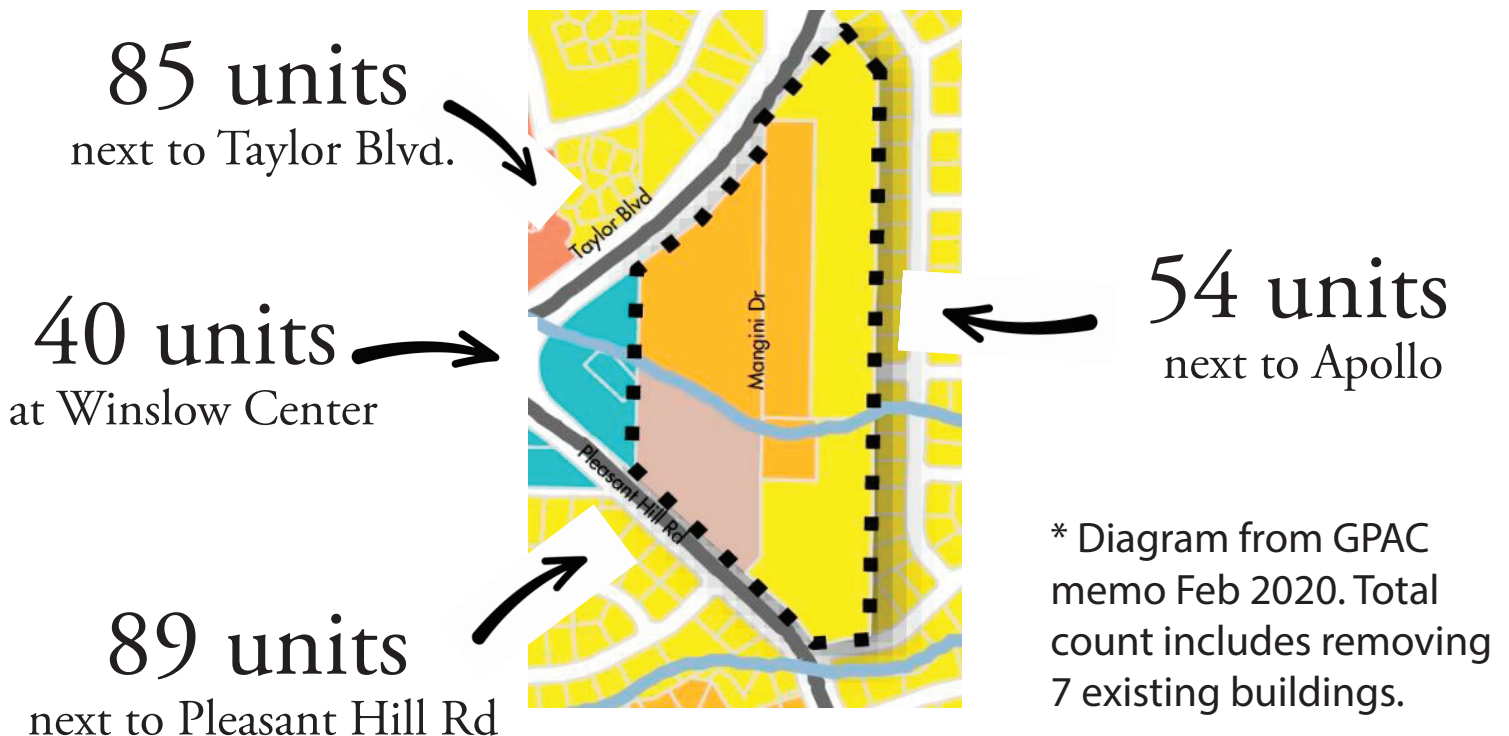 85 units
next to Taylor Blvd.
40 units
at Winslow Center
89 units
next to Pleasant Hill Rd
Taylor Blvd
Mangini Dr
Pleasant Hill Rd
54 units
next to Apollo
* Diagram from GPAC
memo Feb 2020. Total
count includes removing
7 existing buildings.